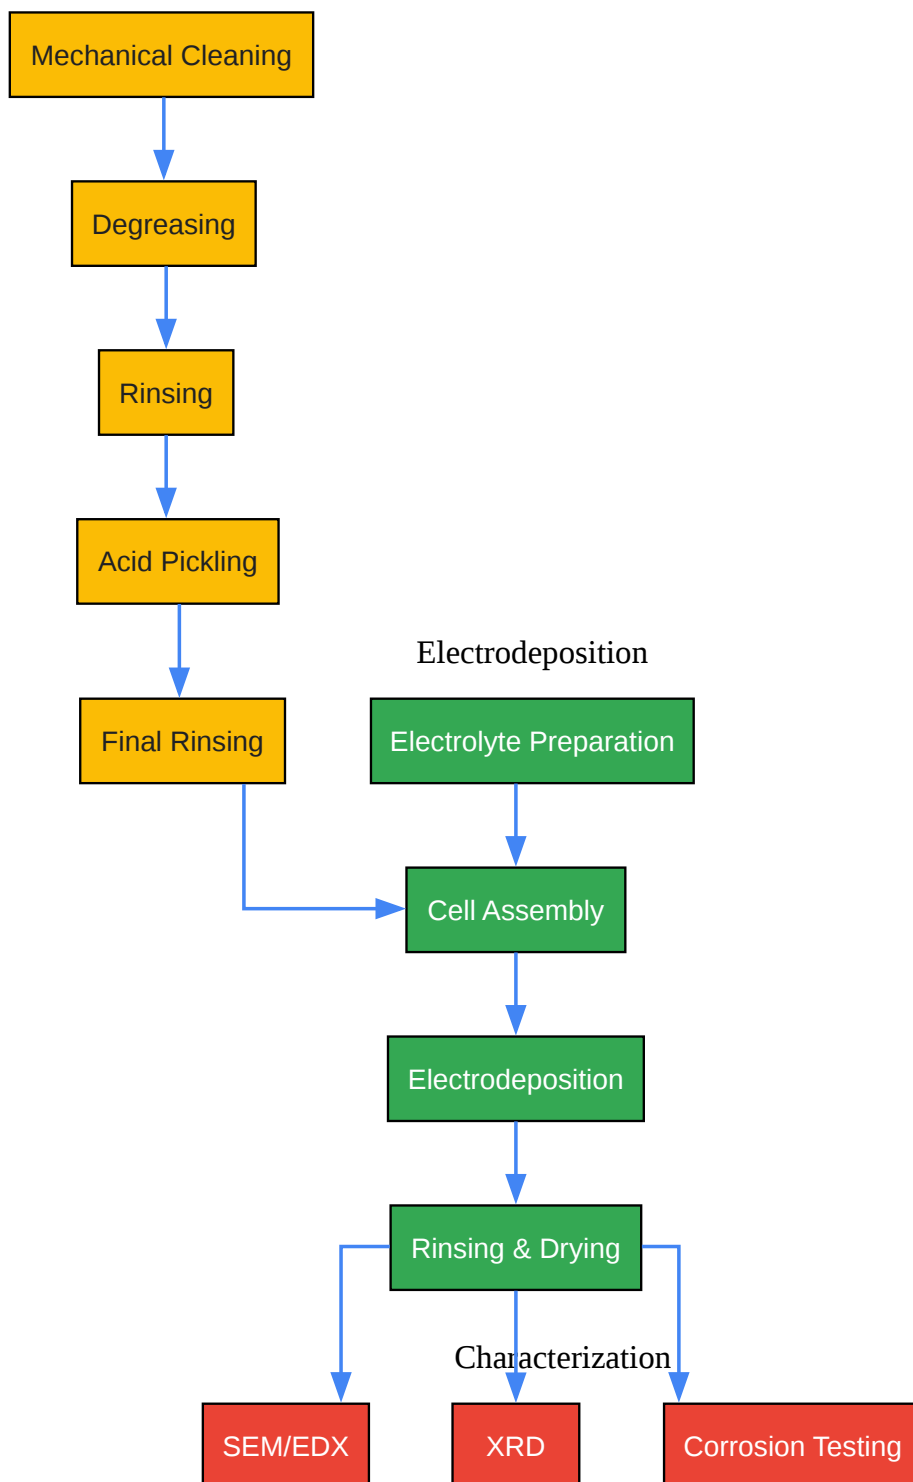 Mechanical Cleaning
Degreasing
Rinsing
Acid Pickling
Electrodeposition
Final Rinsing
Electrolyte Preparation
Cell Assembly
Electrodeposition
Rinsing & Drying
Characterization
SEM/EDX
XRD
Corrosion Testing